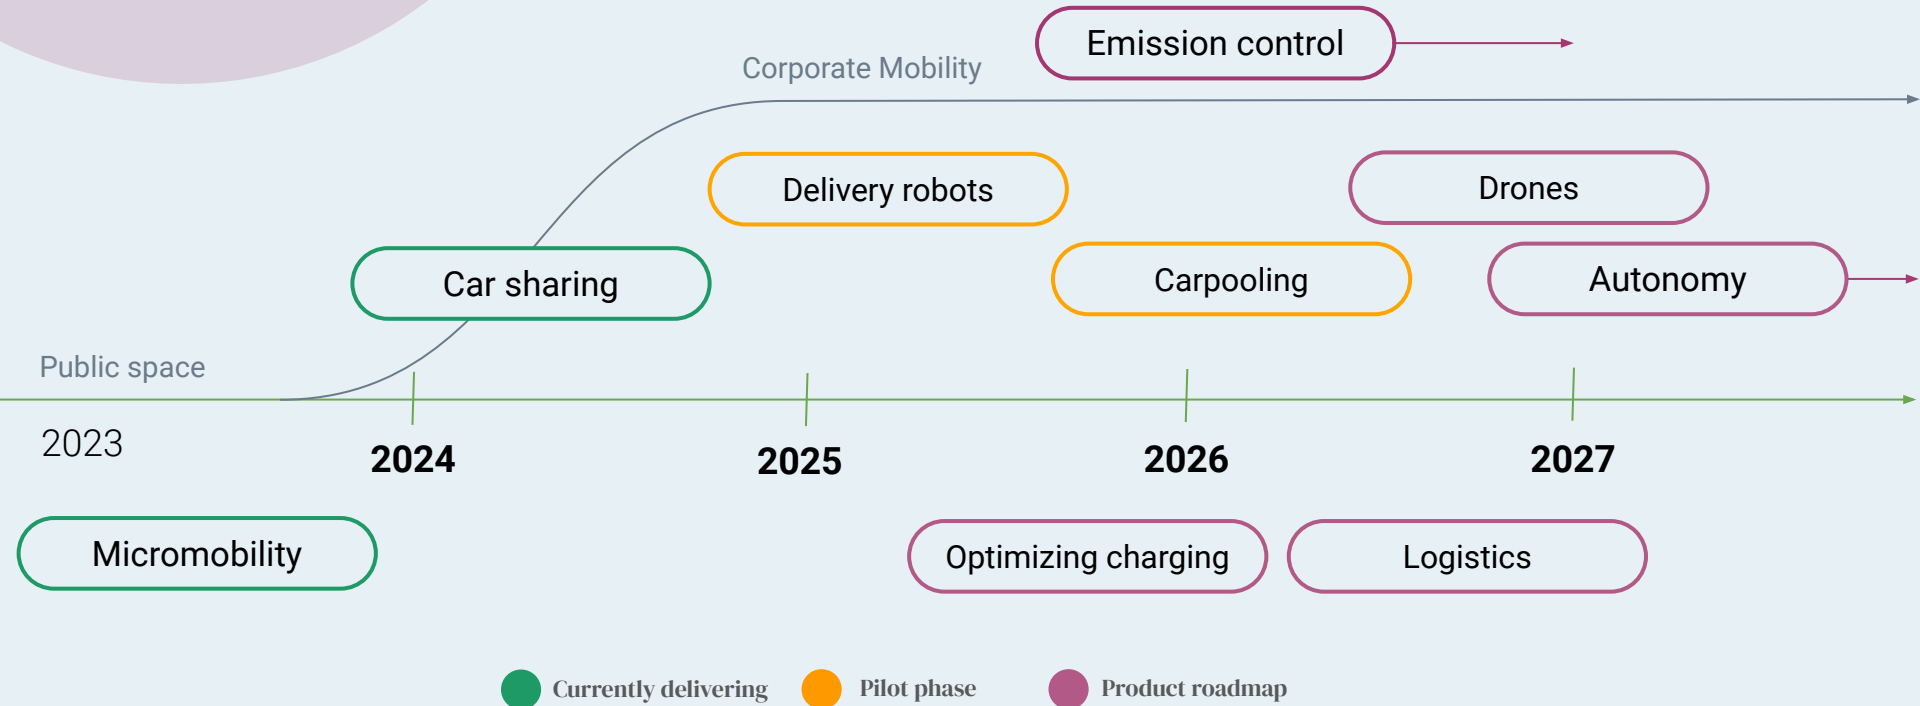 Emission control
Corporate Mobility
Delivery robots
Drones
Car sharing
Carpooling
Autonomy
Public space
2023
2024
2025
2026
2027
Micromobility
Optimizing charging
Logistics
Currently delivering
Pilot phase
Product roadmap